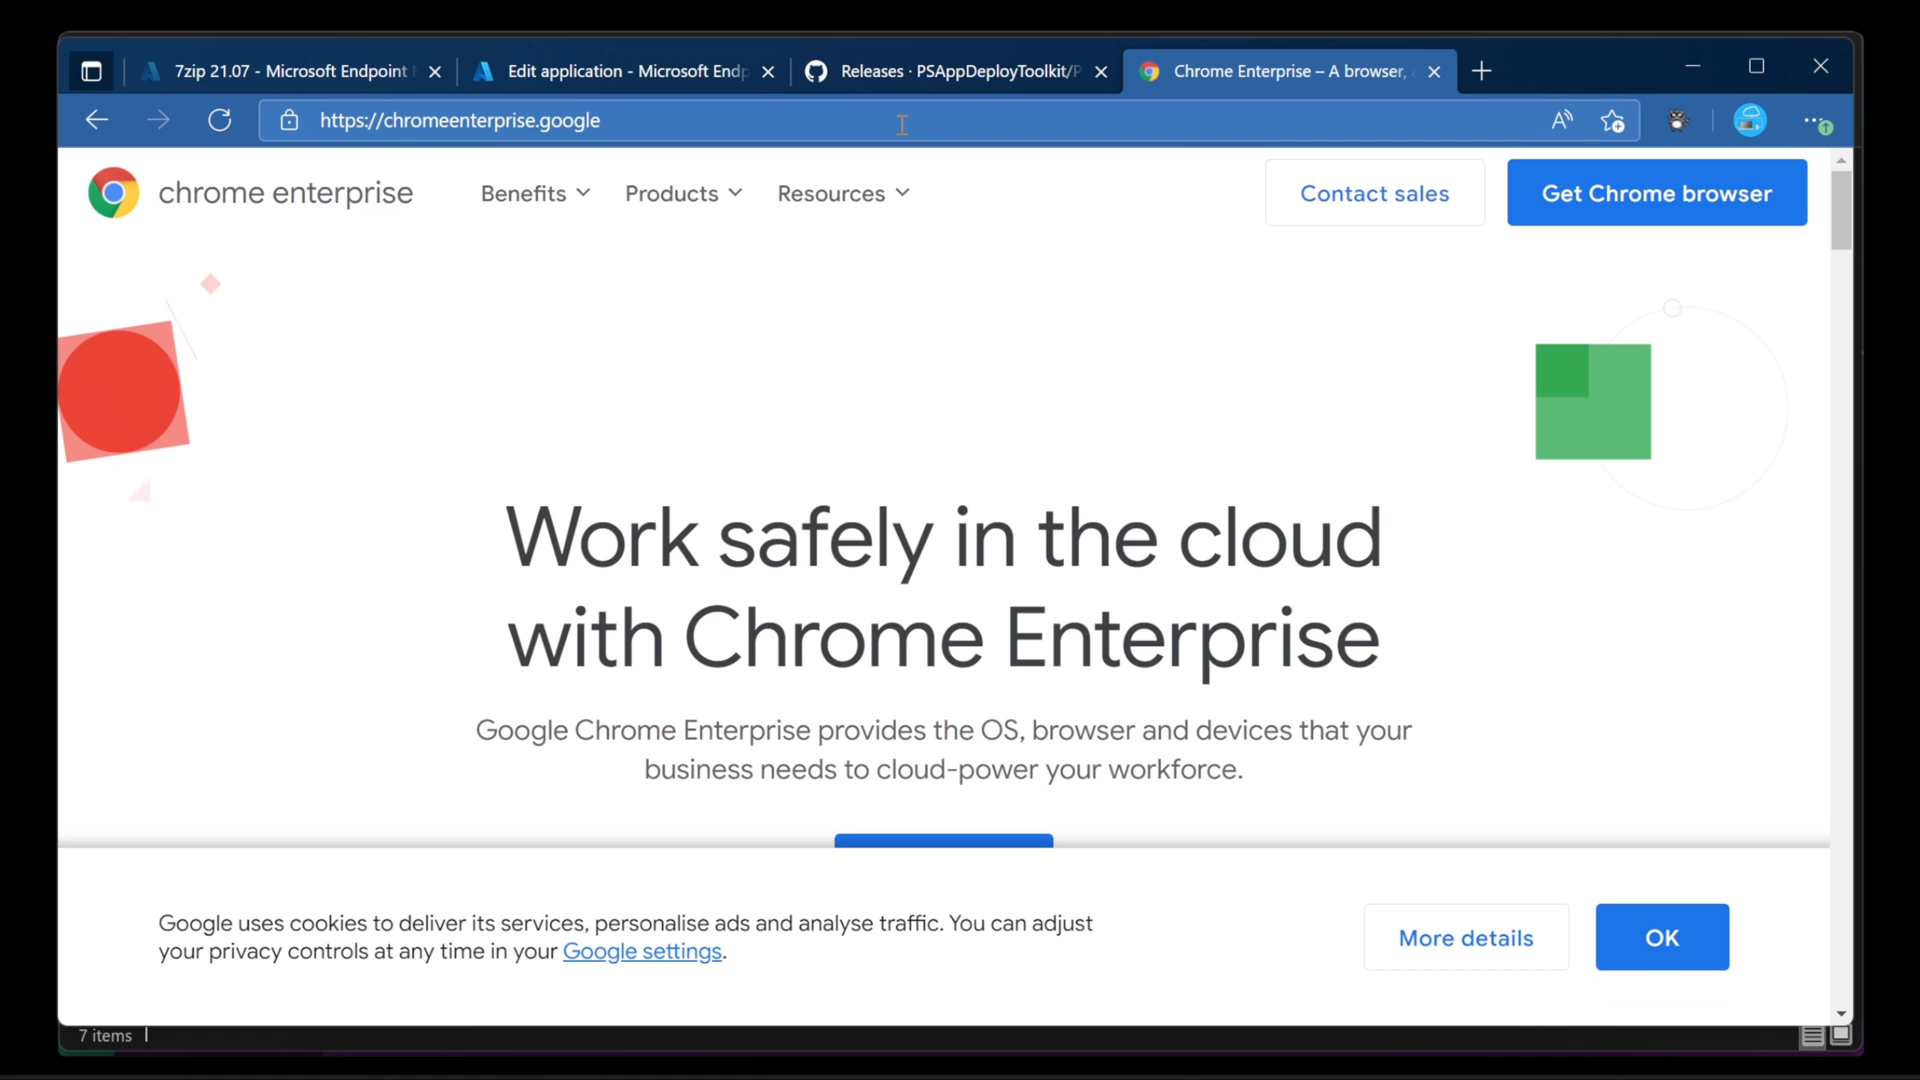 7zip 21.07 - Microsoft Endpoint
Edit application - Microsoft Endp
Releases · PSAppDeployToolkit/P
Chrome Enterprise – A browser,
https://chromeenterprise.google
chrome enterprise
Benefits
Products
Resources
Contact sales
Get Chrome browser
Work safely in the cloud
with Chrome Enterprise
Google Chrome Enterprise provides the OS, browser and devices that your
business needs to cloud-power your workforce.
Google uses cookies to deliver its services, personalise ads and analyse traffic. You can adjust
your privacy controls at any time in your Google settings.
More details
OK
7 items